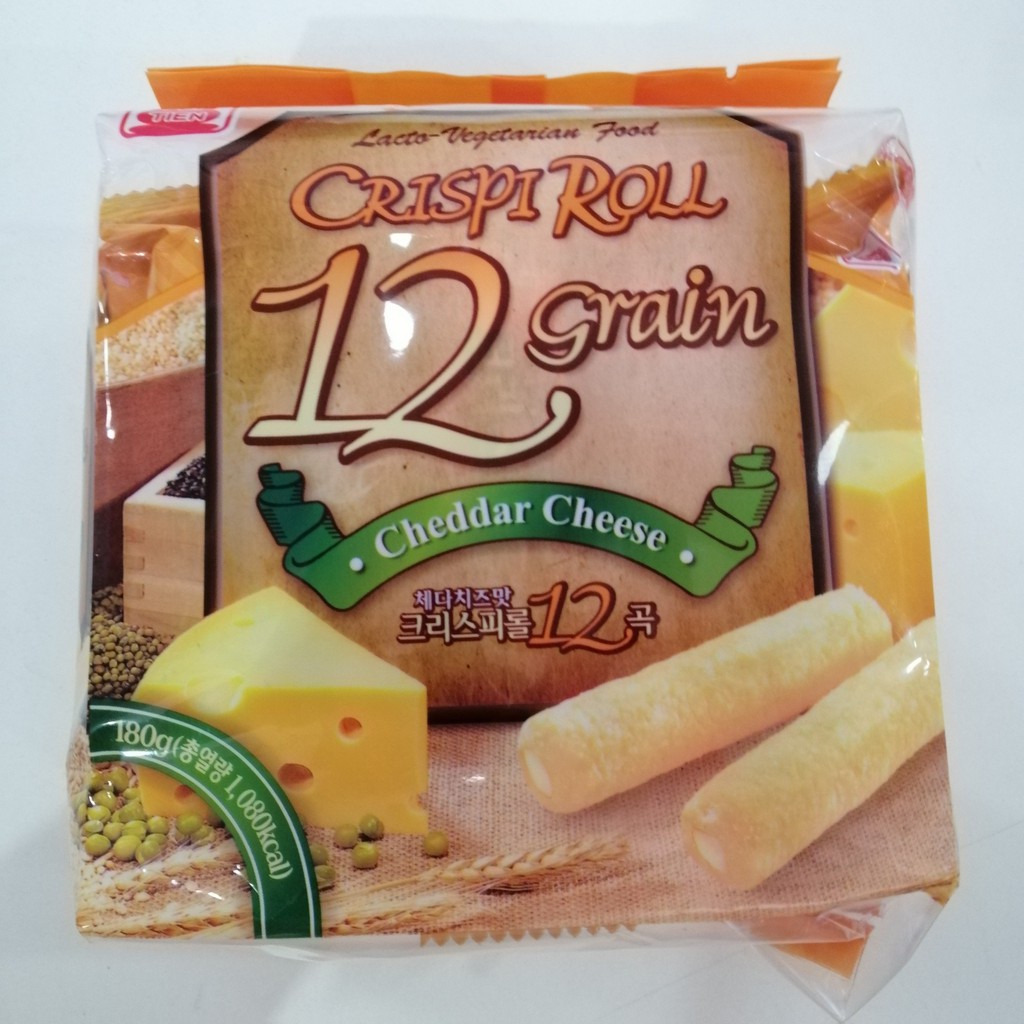 TIEN
Lacto-Vegetarian Food
CRISPI ROLL
12 Grain
• Cheddar Cheese •
체다치즈맛
크리스피롤 12곡
180g(총열량 1,080kcal)